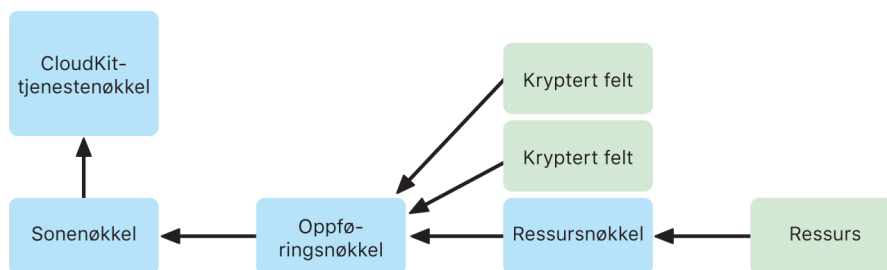 CloudKit-
tjenestenøkkel
Kryptert felt
Kryptert felt
Sonenøkkel
Oppfø-
ringsnøkkel
Ressursnøkkel
Ressurs